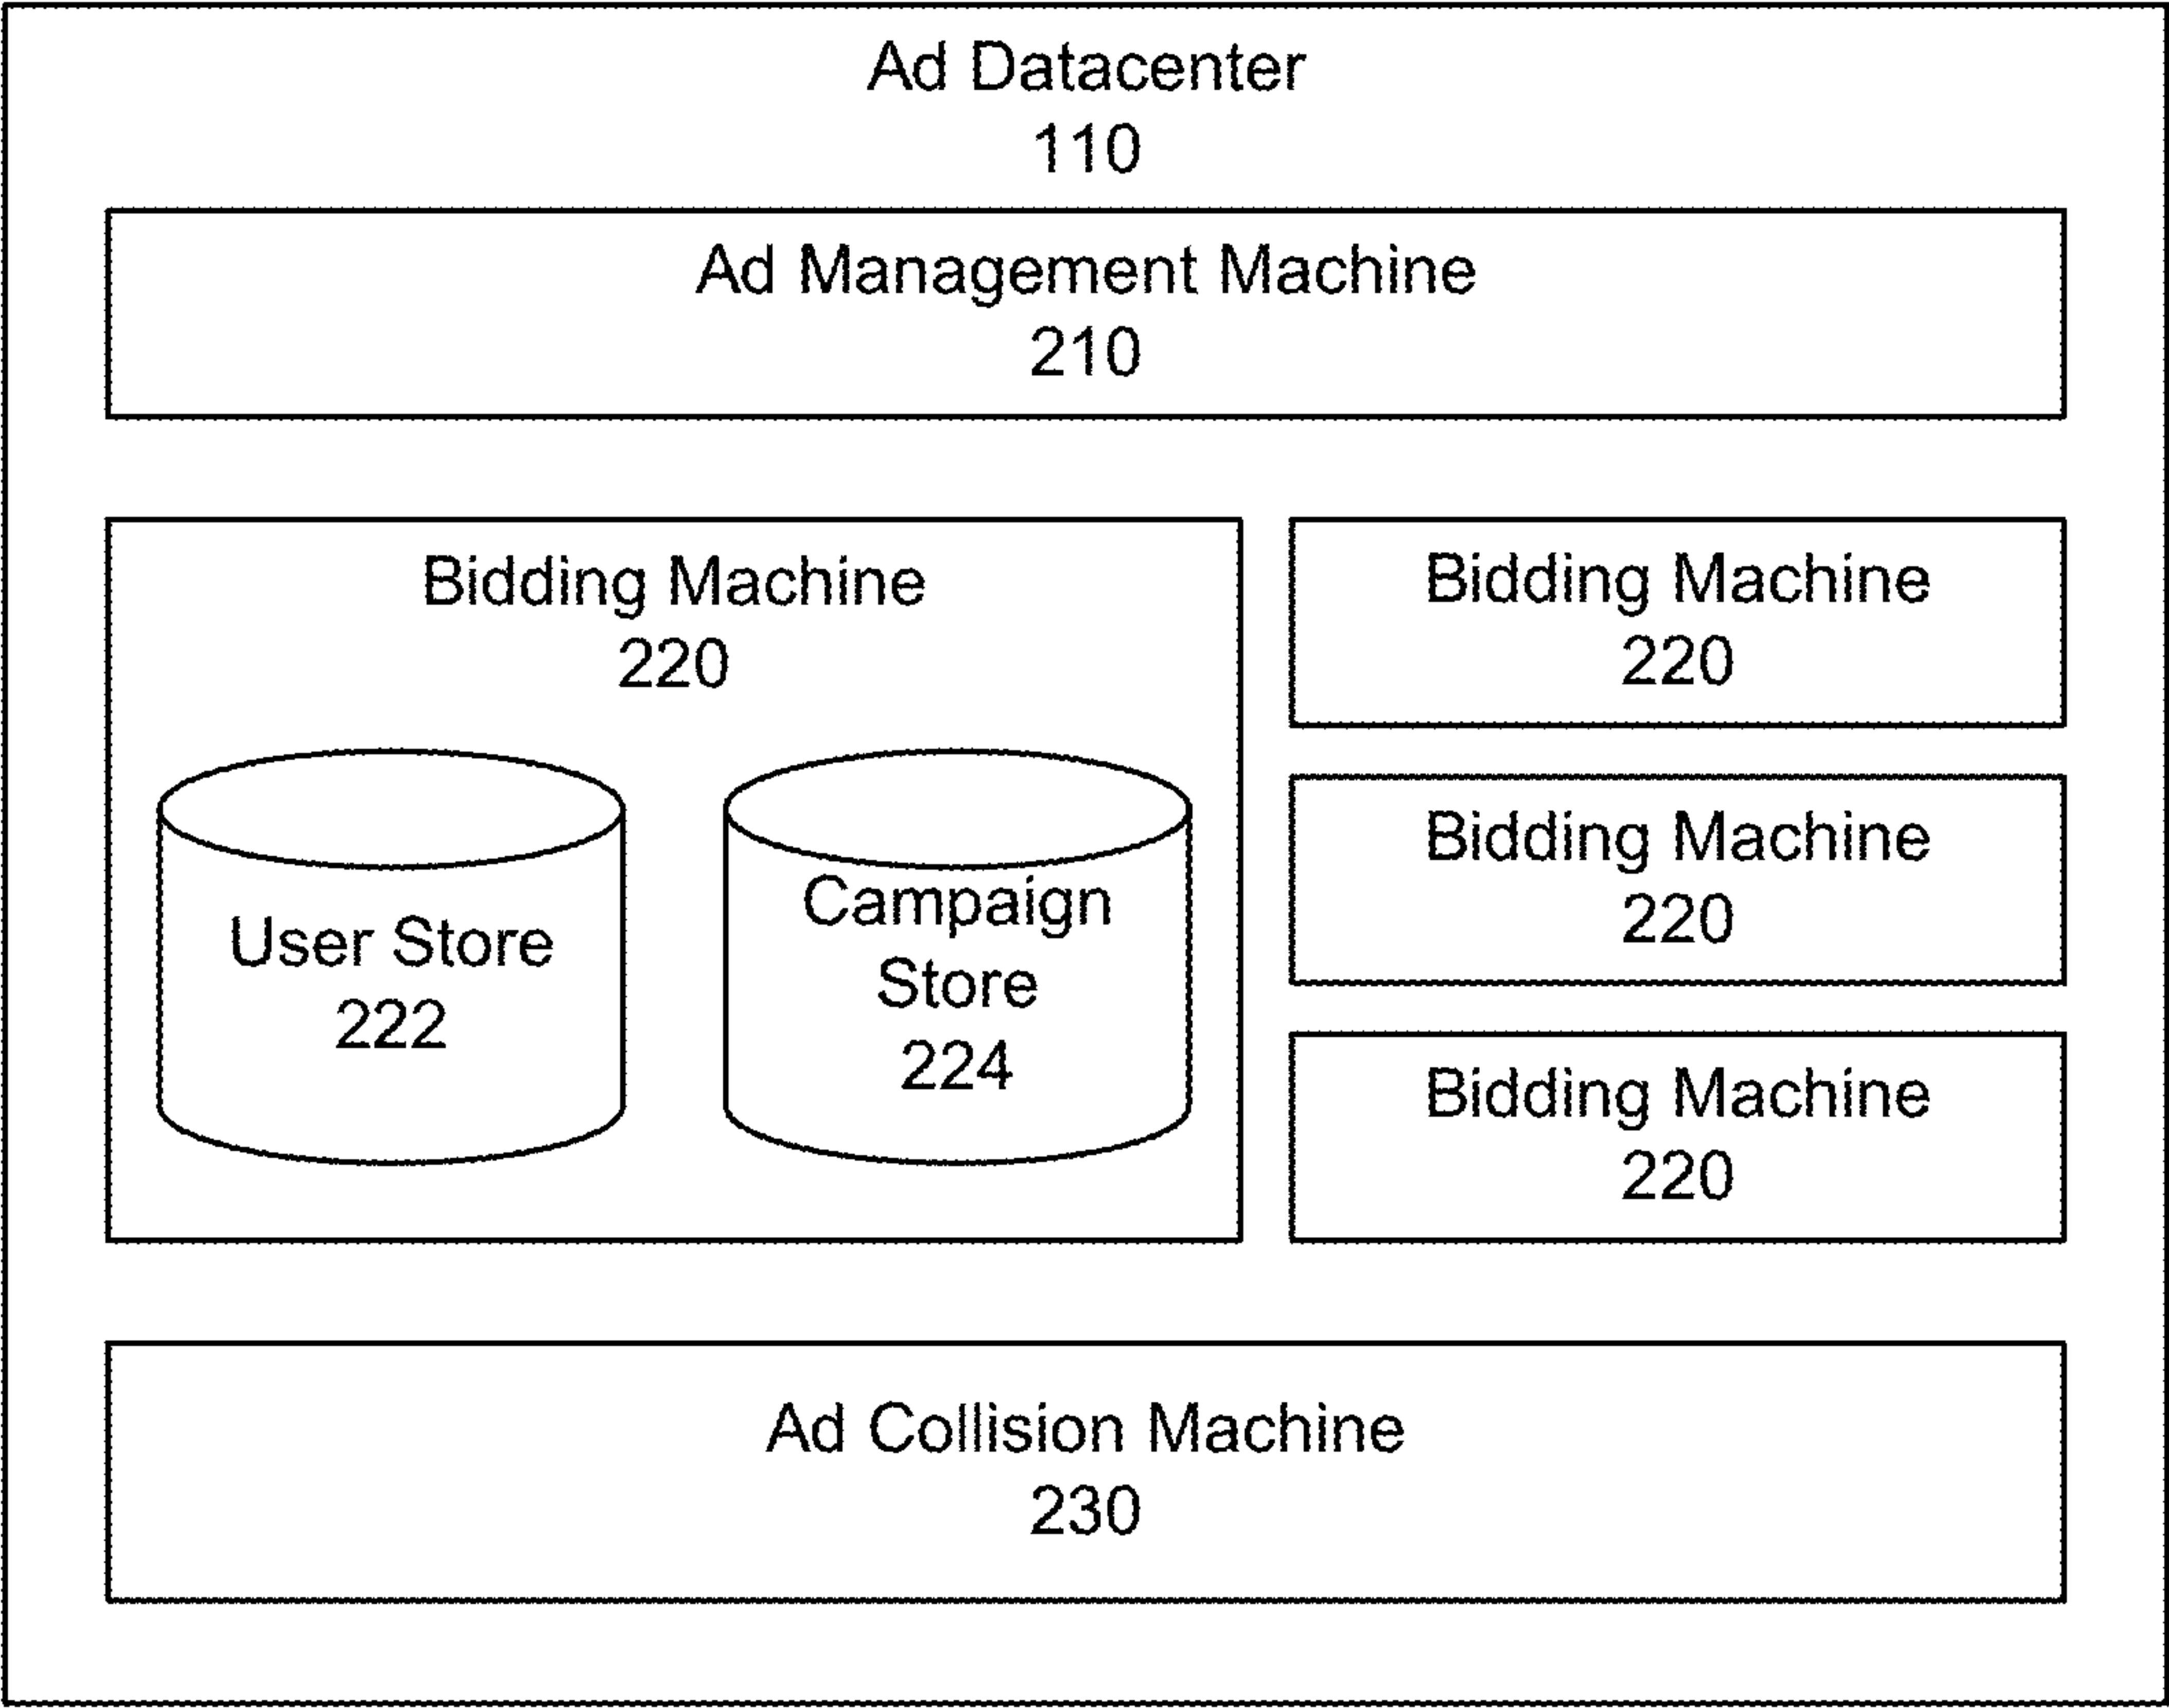 Ad Datacenter
110
Ad Management Machine
210
Bidding Machine
220
User Store
222
Campaign
Store
224
Bidding Machine
220
Bidding Machine
220
Bidding Machine
220
Ad Collision Machine
230